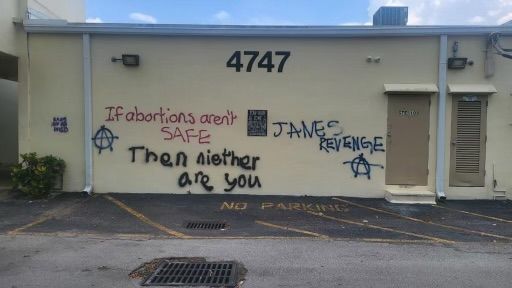 4747
If abortions aren't
SAFE
Then niether
are you
JANES
REVENGE
NO PARKING